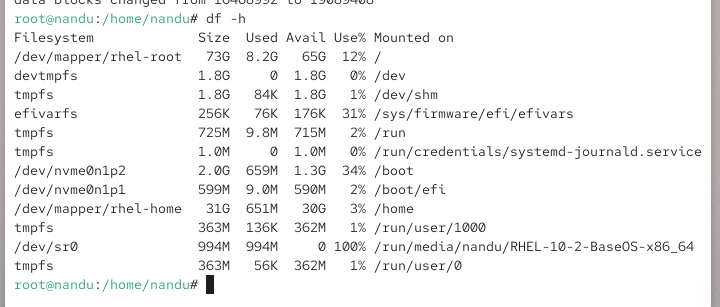 data blocks changed from 16468992 to 19089408
root@nandu:/home/nandu# df -h
Filesystem             Size  Used Avail Use% Mounted on
/dev/mapper/rhel-root   73G  8.2G   65G  12% /
devtmpfs               1.8G     0  1.8G   0% /dev
tmpfs                  1.8G   84K  1.8G   1% /dev/shm
efivarfs               256K   76K  176K  31% /sys/firmware/efi/efivars
tmpfs                  725M  9.8M  715M   2% /run
tmpfs                  1.0M     0  1.0M   0% /run/credentials/systemd-journald.service
/dev/nvme0n1p2         2.0G  659M  1.3G  34% /boot
/dev/nvme0n1p1         599M  9.0M  590M   2% /boot/efi
/dev/mapper/rhel-home   31G  651M   30G   3% /home
tmpfs                  363M  136K  362M   1% /run/user/1000
/dev/sr0               994M  994M     0 100% /run/media/nandu/RHEL-10-2-BaseOS-x86_64
tmpfs                  363M   56K  362M   1% /run/user/0
root@nandu:/home/nandu#